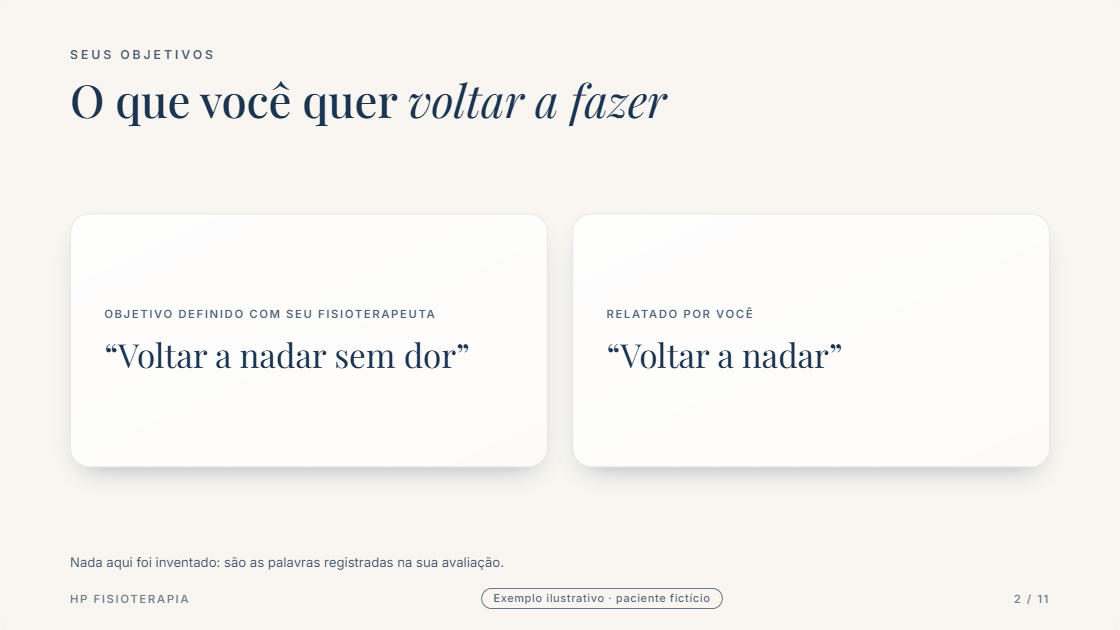 SEUS OBJETIVOS
O que você quer voltar a fazer
OBJETIVO DEFINIDO COM SEU FISIOTERAPEUTA
“Voltar a nadar sem dor”
RELATADO POR VOCÊ
“Voltar a nadar”
Nada aqui foi inventado: são as palavras registradas na sua avaliação.
HP FISIOTERAPIA
Exemplo ilustrativo · paciente fictício
2 / 11